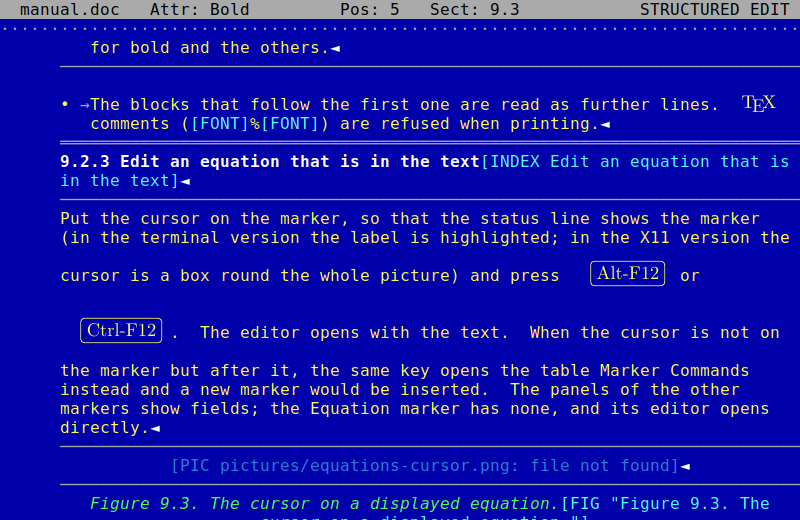 manual.doc   Attr: Bold         Pos: 5   Sect: 9.3            STRUCTURED EDIT
for bold and the others.◄
• →The blocks that follow the first one are read as further lines.  TEX
comments ([FONT]%[FONT]) are refused when printing.◄
9.2.3 Edit an equation that is in the text[INDEX Edit an equation that is
in the text]◄
Put the cursor on the marker, so that the status line shows the marker
(in the terminal version the label is highlighted; in the X11 version the
cursor is a box round the whole picture) and press   Alt-F12 or
Ctrl-F12 .  The editor opens with the text.  When the cursor is not on
the marker but after it, the same key opens the table Marker Commands
instead and a new marker would be inserted.  The panels of the other
markers show fields; the Equation marker has none, and its editor opens
directly.◄
[PIC pictures/equations-cursor.png: file not found]◄
Figure 9.3. The cursor on a displayed equation.[FIG "Figure 9.3. The
cursor on a displayed equation."]